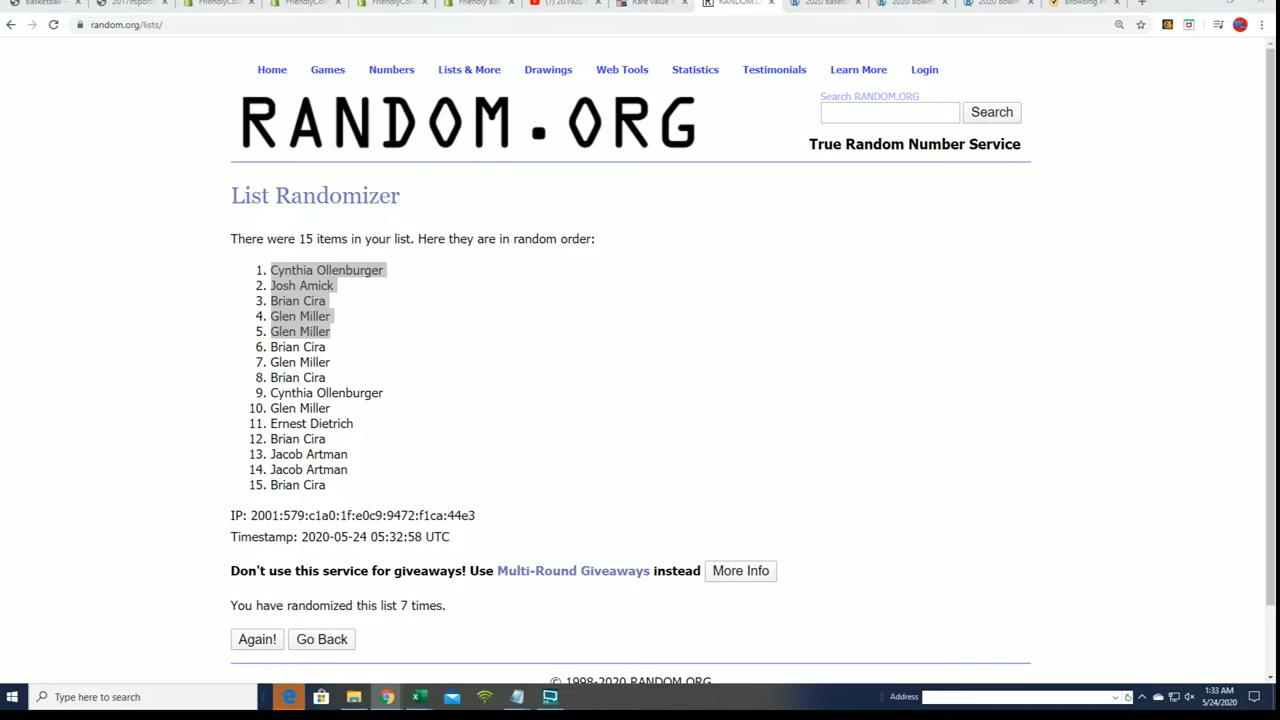 random.org/lists/
Home Games Numbers Lists & More Drawings Web Tools Statistics Testimonials Learn More Login
Search RANDOM.ORG
RANDOM.ORG
Search
True Random Number Service
List Randomizer
There were 15 items in your list. Here they are in random order:
1. Cynthia Ollenburger
2. Josh Amick
3. Brian Cira
4. Glen Miller
5. Glen Miller
6. Brian Cira
7. Glen Miller
8. Brian Cira
9. Cynthia Ollenburger
10. Glen Miller
11. Ernest Dietrich
12. Brian Cira
13. Jacob Artman
14. Jacob Artman
15. Brian Cira
IP: 2001:579:c1a0:1f:e0c9:9472:f1ca:44e3
Timestamp: 2020-05-24 05:32:58 UTC
Don't use this service for giveaways! Use Multi-Round Giveaways instead More Info
You have randomized this list 7 times.
Again! Go Back
© 1998-2020 RANDOM.ORG
Type here to search
Address
1:33 AM
5/24/2020